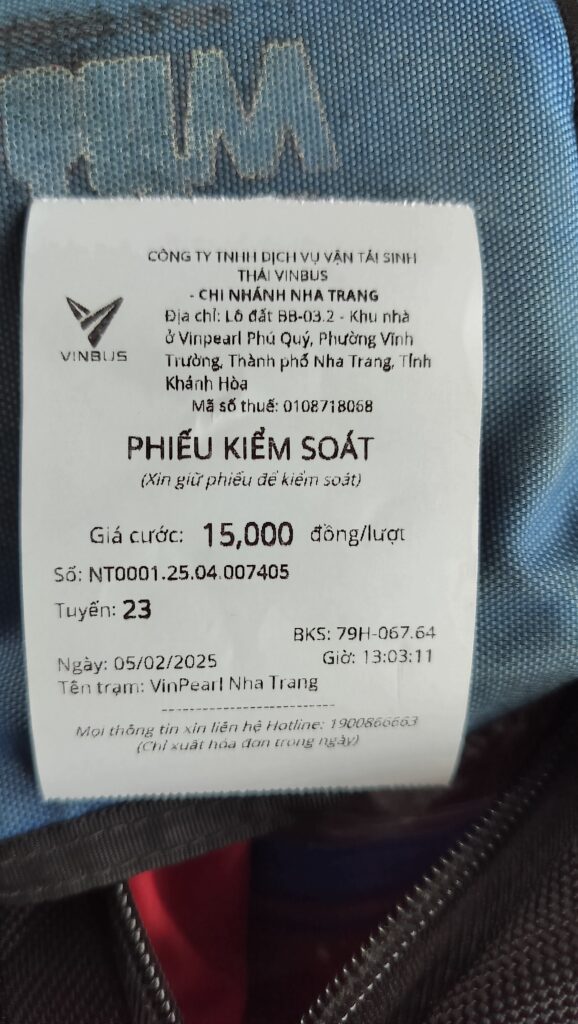 CÔNG TY TNHH DỊCH VỤ VẬN TẢI SINH
THÁI VINBUS
- CHI NHÁNH NHA TRANG
Địa chỉ: Lô đất BB-03.2 - Khu nhà
ở Vinpearl Phú Quý, Phường Vĩnh
Trường, Thành phố Nha Trang, Tỉnh
Khánh Hòa
VINBUS
Mã số thuế: 0108718068
PHIẾU KIỂM SOÁT
(Xin giữ phiếu để kiểm soát)
Giá cước: 15,000 đồng/lượt
Số: NT0001.25.04.007405
Tuyến: 23
BKS: 79H-067.64
Ngày: 05/02/2025 Giờ: 13:03:11
Tên trạm: VinPearl Nha Trang
Mọi thông tin xin liên hệ Hotline: 1900866663
(Chỉ xuất hóa đơn trong ngày)